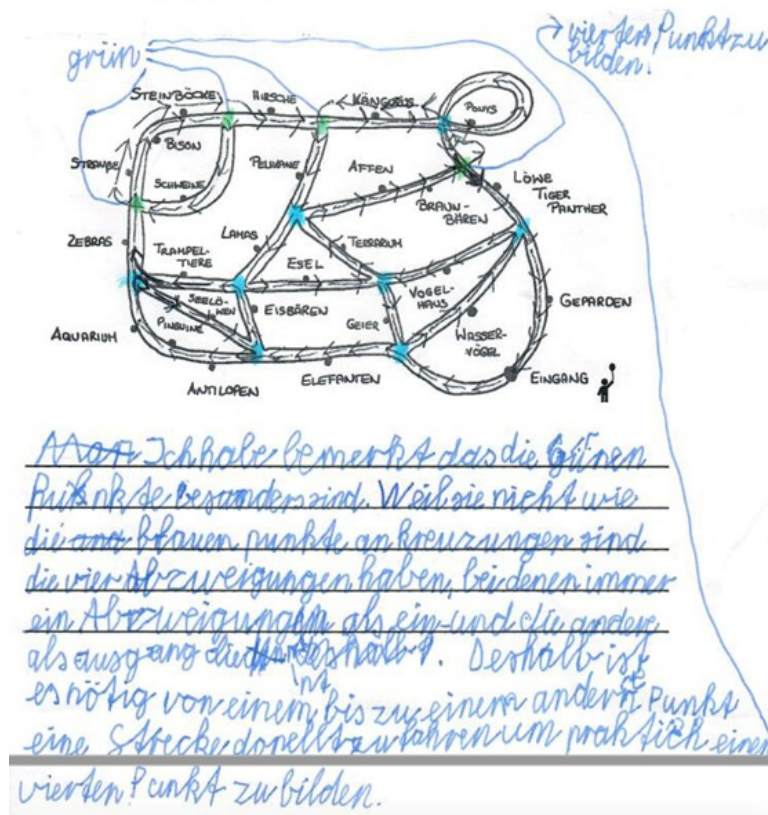 → vierten Punkt zu
bilden.
grün
STEINBÖCKE
HIRSCHE
KÄNGURUS
PONYS
BISON
STRAUßE
SCHWEINE
PELIKANE
AFFEN
BRAUN-
BÄREN
LÖWE
TIGER
PANTHER
ZEBRAS
TRAMPEL-
TIERE
LAMAS
TERRARIUM
ESEL
SEELÖ-
WEN
PINGUINE
EISBÄREN
GEIER
VOGEL-
HAUS
WASSER-
VÖGEL
GEPARDEN
AQUARIUM
ANTILOPEN
ELEFANTEN
EINGANG
Ich habe bemerkt das die grünen
Punkte besonders sind. Weil sie nicht wie
die blauen punkte an kreuzungen sind
die vier Abzweigungen haben, bei denen immer
ein Abzweigung als ein- und die andere
als ausgang die Deshalb ist
es nötig von einem bis zu einem andern Punkt
eine Strecke zu fahren um praktich einen
vierten Punkt zu bilden.